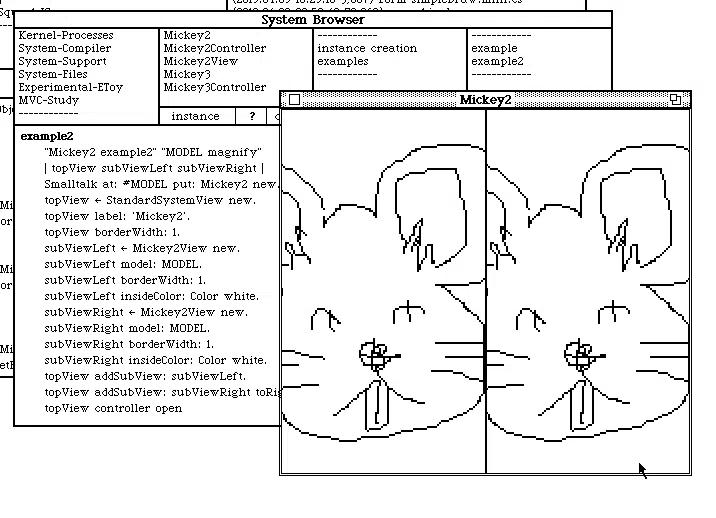 System Browser
Kernel-Processes
System-Compiler
System-Support
System-Files
Experimental-EToy
MVC-Study
------------
Mickey2
Mickey2Controller
Mickey2View
Mickey3
Mickey3Controller
------------
instance creation
examples
------------
------------
example
example2
------------
instance
?
Mickey2
example2
"Mickey2 example2" "MODEL magnify"
| topView subViewLeft subViewRight |
Smalltalk at: #MODEL put: Mickey2 new.
topView ← StandardSystemView new.
topView label: 'Mickey2'.
topView borderWidth: 1.
subViewLeft ← Mickey2View new.
subViewLeft model: MODEL.
subViewLeft borderWidth: 1.
subViewLeft insideColor: Color white.
subViewRight ← Mickey2View new.
subViewRight model: MODEL.
subViewRight borderWidth: 1.
subViewRight insideColor: Color white.
topView addSubView: subViewLeft.
topView addSubView: subViewRight toRig
topView controller open